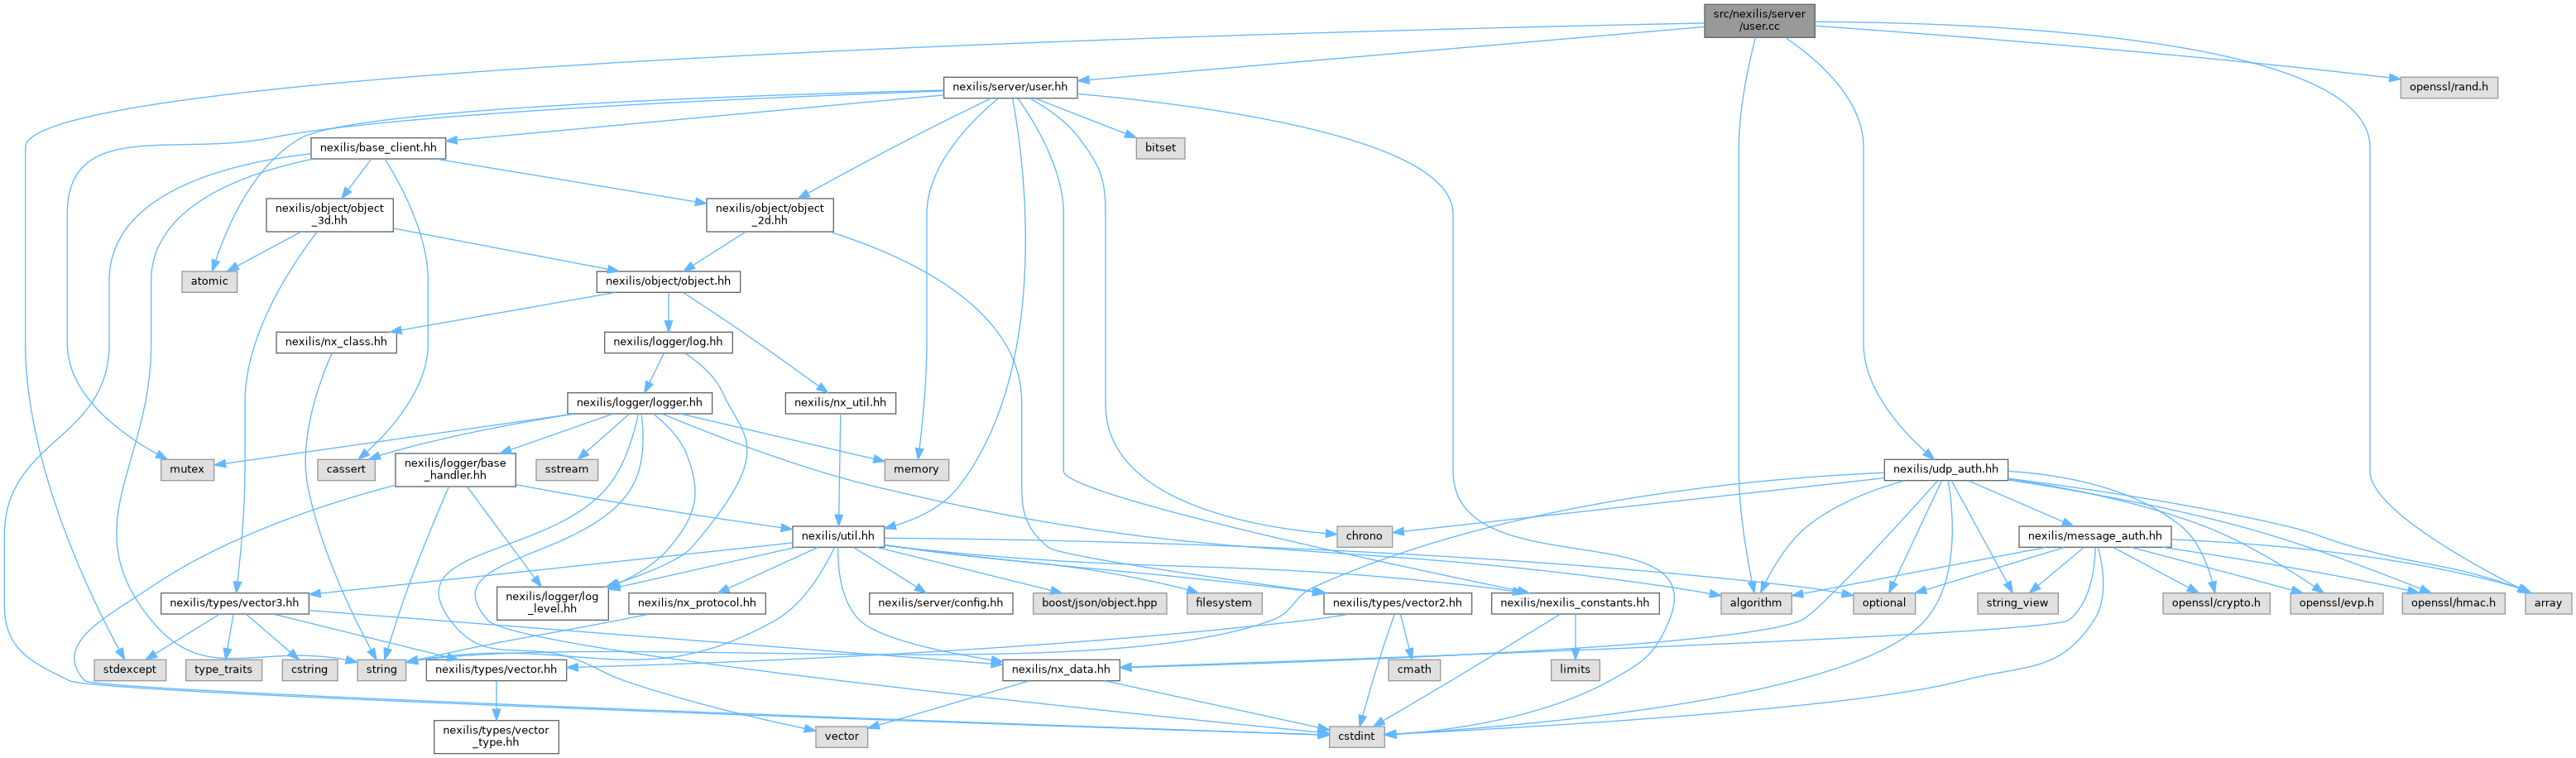 src/nexilis/server
/user.cc
nexilis/server/user.hh
openssl/rand.h
nexilis/base_client.hh
bitset
nexilis/object/object
_3d.hh
nexilis/object/object
_2d.hh
atomic
nexilis/object/object.hh
nexilis/nx_class.hh
nexilis/logger/log.hh
nexilis/logger/logger.hh
nexilis/nx_util.hh
mutex
cassert
nexilis/logger/base
_handler.hh
sstream
memory
nexilis/udp_auth.hh
nexilis/util.hh
chrono
nexilis/message_auth.hh
nexilis/types/vector3.hh
nexilis/logger/log
_level.hh
nexilis/nx_protocol.hh
nexilis/server/config.hh
boost/json/object.hpp
filesystem
nexilis/types/vector2.hh
nexilis/nexilis_constants.hh
algorithm
optional
string_view
openssl/crypto.h
openssl/evp.h
openssl/hmac.h
array
stdexcept
type_traits
cstring
string
nexilis/types/vector.hh
nexilis/nx_data.hh
cmath
limits
nexilis/types/vector
_type.hh
vector
cstdint